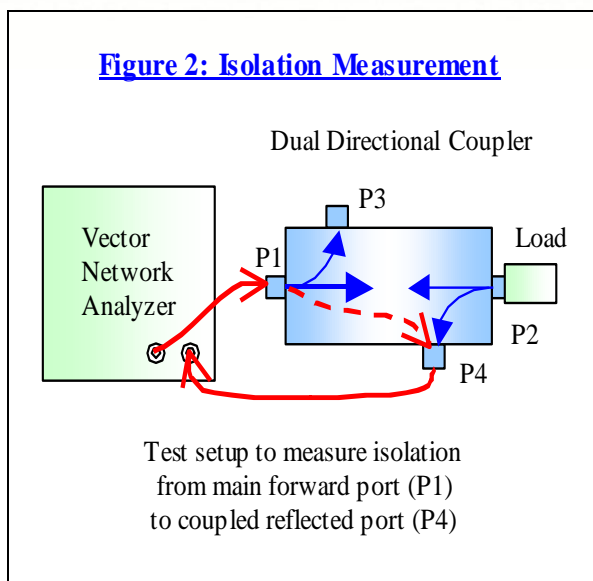 Figure 2: Isolation Measurement
Dual Directional Coupler
P3
Vector
Network
Analyzer
P1
Load
P2
P4
Test setup to measure isolation
from main forward port (P1)
to coupled reflected port (P4)